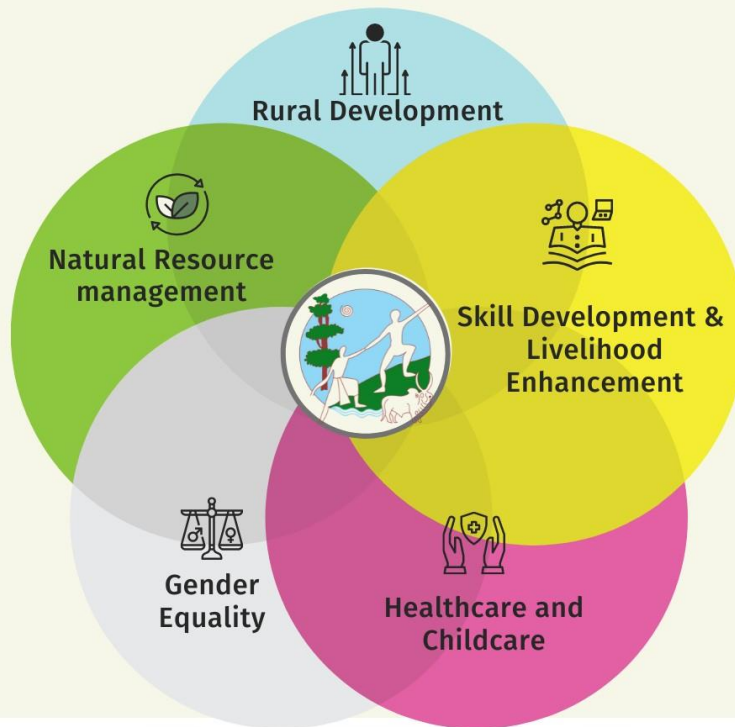 Rural Development
Natural Resource
management
Skill Development &
Livelihood
Enhancement
Gender
Equality
Healthcare and
Childcare